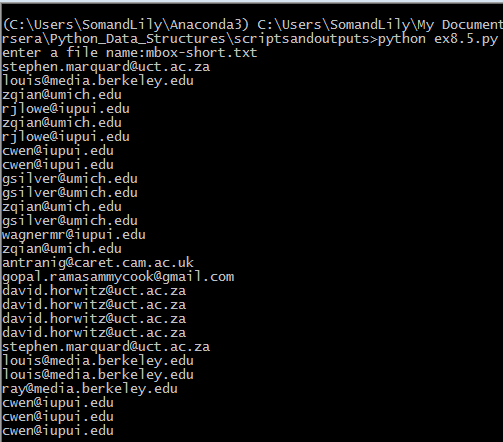 (C:\Users\SomandLily\Anaconda3) C:\Users\SomandLily\My Document
rsera\Python_Data_Structures\scriptsandoutputs>python ex8.5.py
enter a file name:mbox-short.txt
stephen.marquard@uct.ac.za
louis@media.berkeley.edu
zqian@umich.edu
rjlowe@iupui.edu
zqian@umich.edu
rjlowe@iupui.edu
cwen@iupui.edu
cwen@iupui.edu
gsilver@umich.edu
gsilver@umich.edu
zqian@umich.edu
gsilver@umich.edu
wagnermr@iupui.edu
zqian@umich.edu
antranig@caret.cam.ac.uk
gopal.ramasammycook@gmail.com
david.horwitz@uct.ac.za
david.horwitz@uct.ac.za
david.horwitz@uct.ac.za
david.horwitz@uct.ac.za
stephen.marquard@uct.ac.za
louis@media.berkeley.edu
louis@media.berkeley.edu
ray@media.berkeley.edu
cwen@iupui.edu
cwen@iupui.edu
cwen@iupui.edu